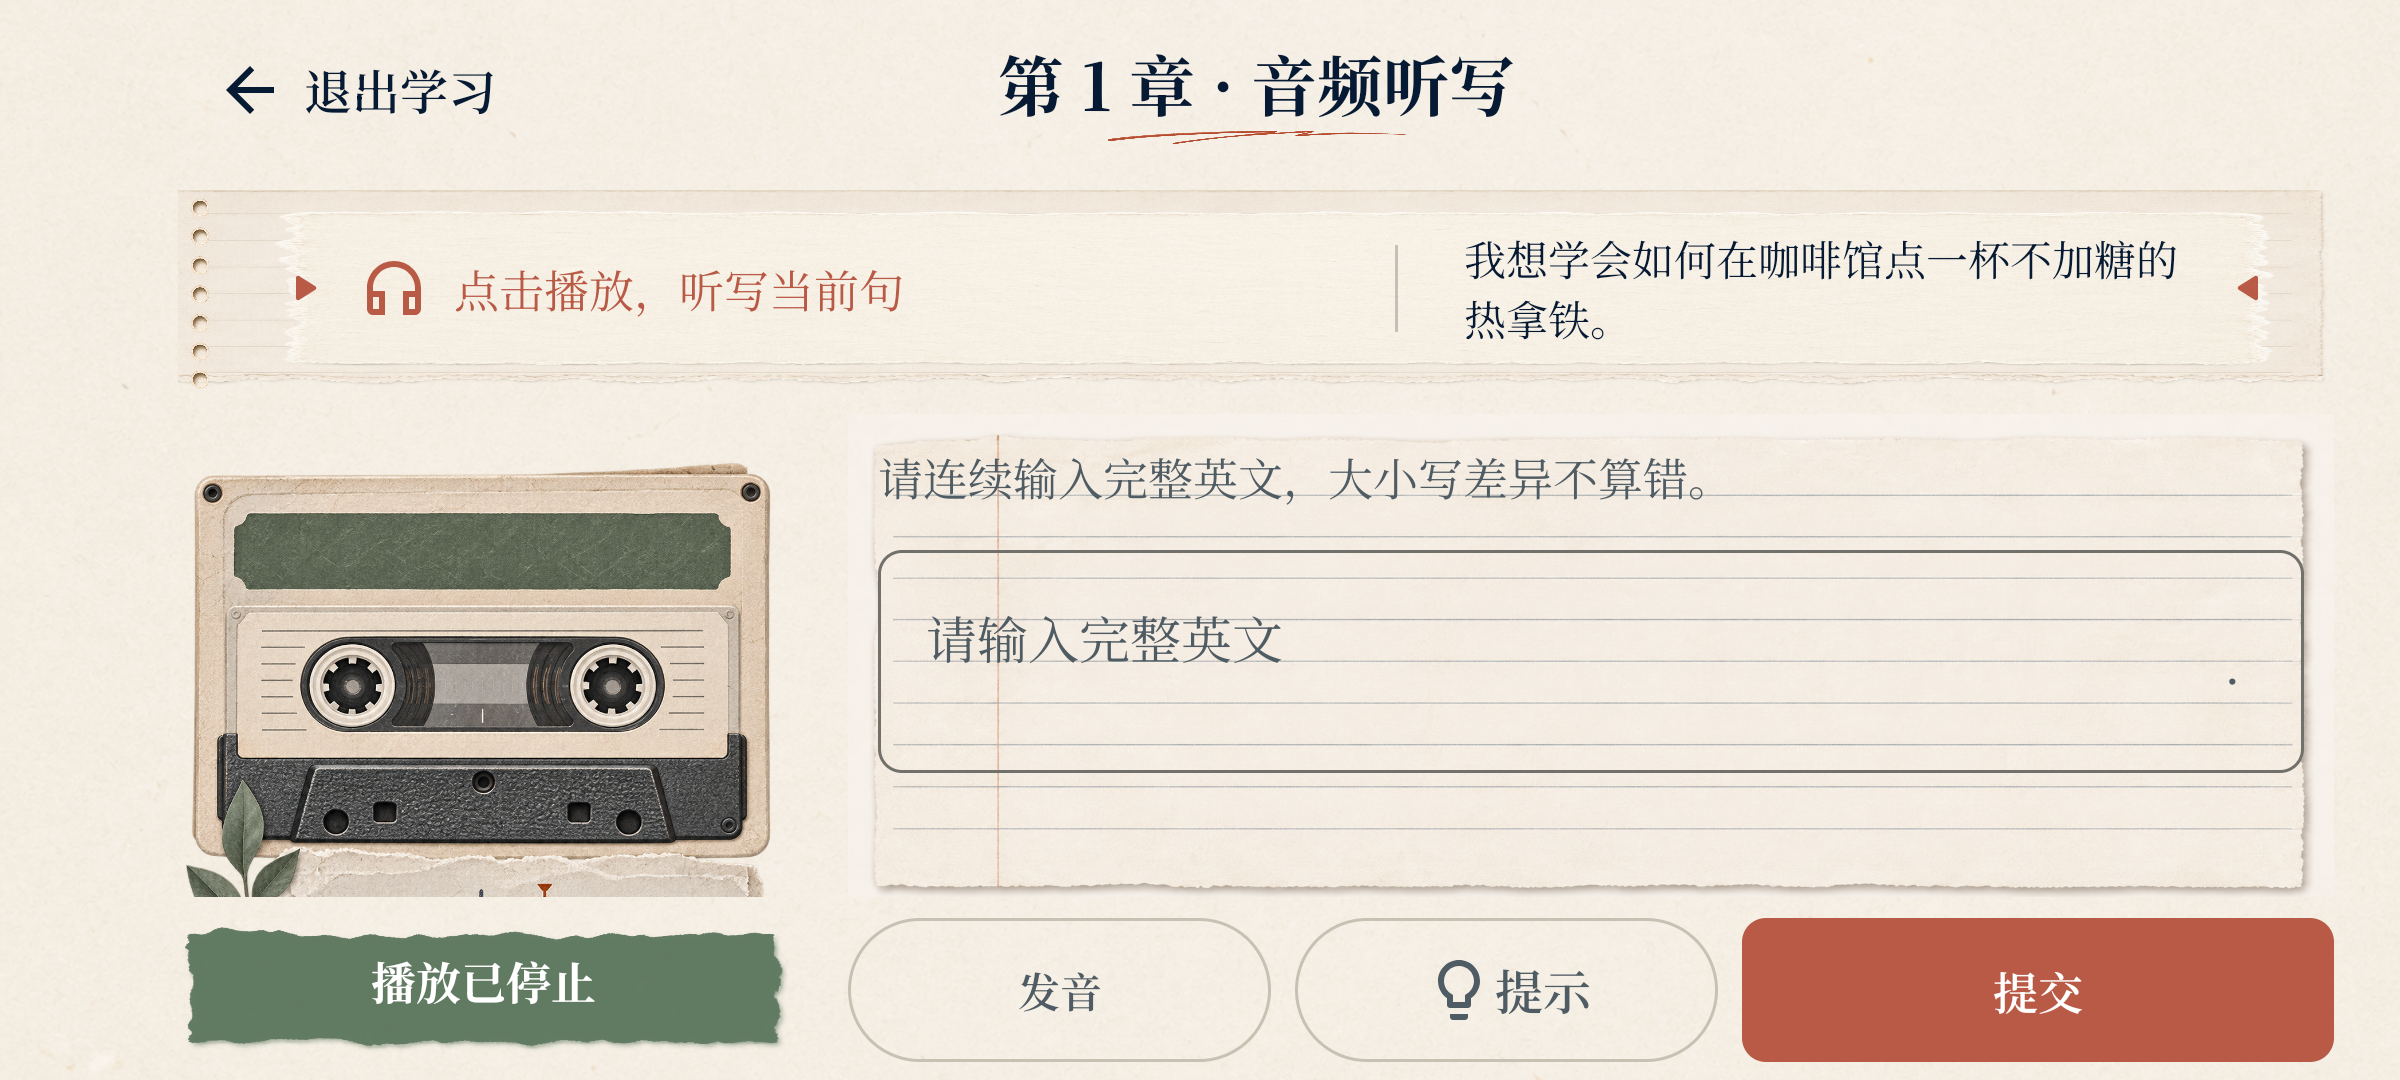 退出学习
第 1 章 · 音频听写
点击播放，听写当前句
我想学会如何在咖啡馆点一杯不加糖的
热拿铁。
请连续输入完整英文，大小写差异不算错。
请输入完整英文
播放已停止
发音
提示
提交